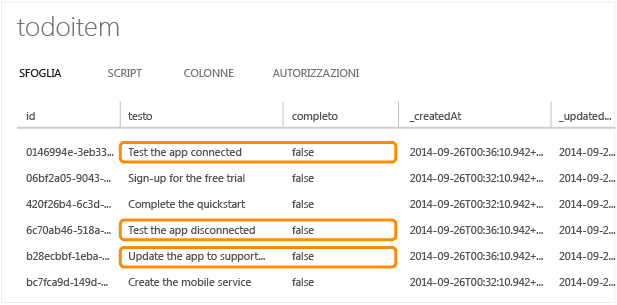 todoitem
SFOGLIA SCRIPT COLONNE AUTORIZZAZIONI
id testo completo _createdAt _updated...
0146994e-3eb33... Test the app connected false 2014-09-26T00:36:10.942+... 2014-09-2...
06bf2a05-9043-... Sign-up for the free trial false 2014-09-26T00:32:10.942+... 2014-09-2...
420f26b4-6c3d-... Complete the quickstart false 2014-09-26T00:32:10.942+... 2014-09-2...
6c70ab46-518a-... Test the app disconnected false 2014-09-26T00:36:10.942+... 2014-09-2...
b28ecbbf-1eba-... Update the app to support... false 2014-09-26T00:36:10.942+... 2014-09-2...
bc7fca9d-149d-... Create the mobile service false 2014-09-26T00:32:10.942+... 2014-09-2...